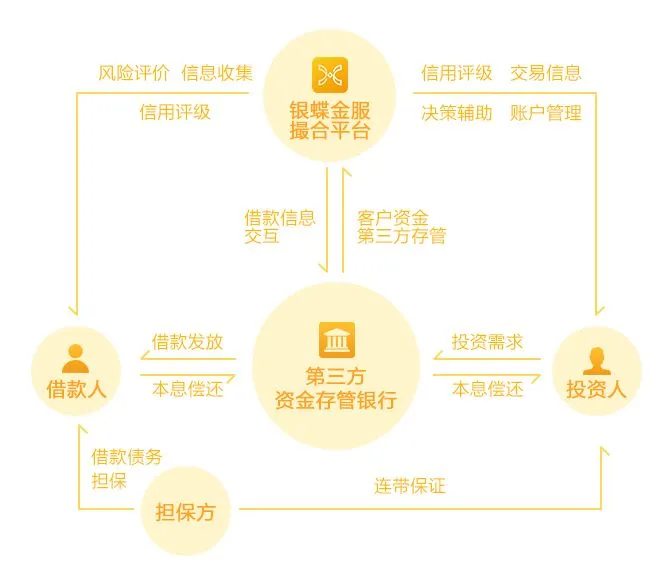 风险评价 信息收集
信用评级
银蝶金服
撮合平台
信用评级 交易信息
决策辅助 账户管理
借款信息
交互
客户资金
第三方存管
借款人
借款发放
本息偿还
第三方
资金存管银行
投资需求
本息偿还
投资人
借款债务
担保
担保方
连带保证